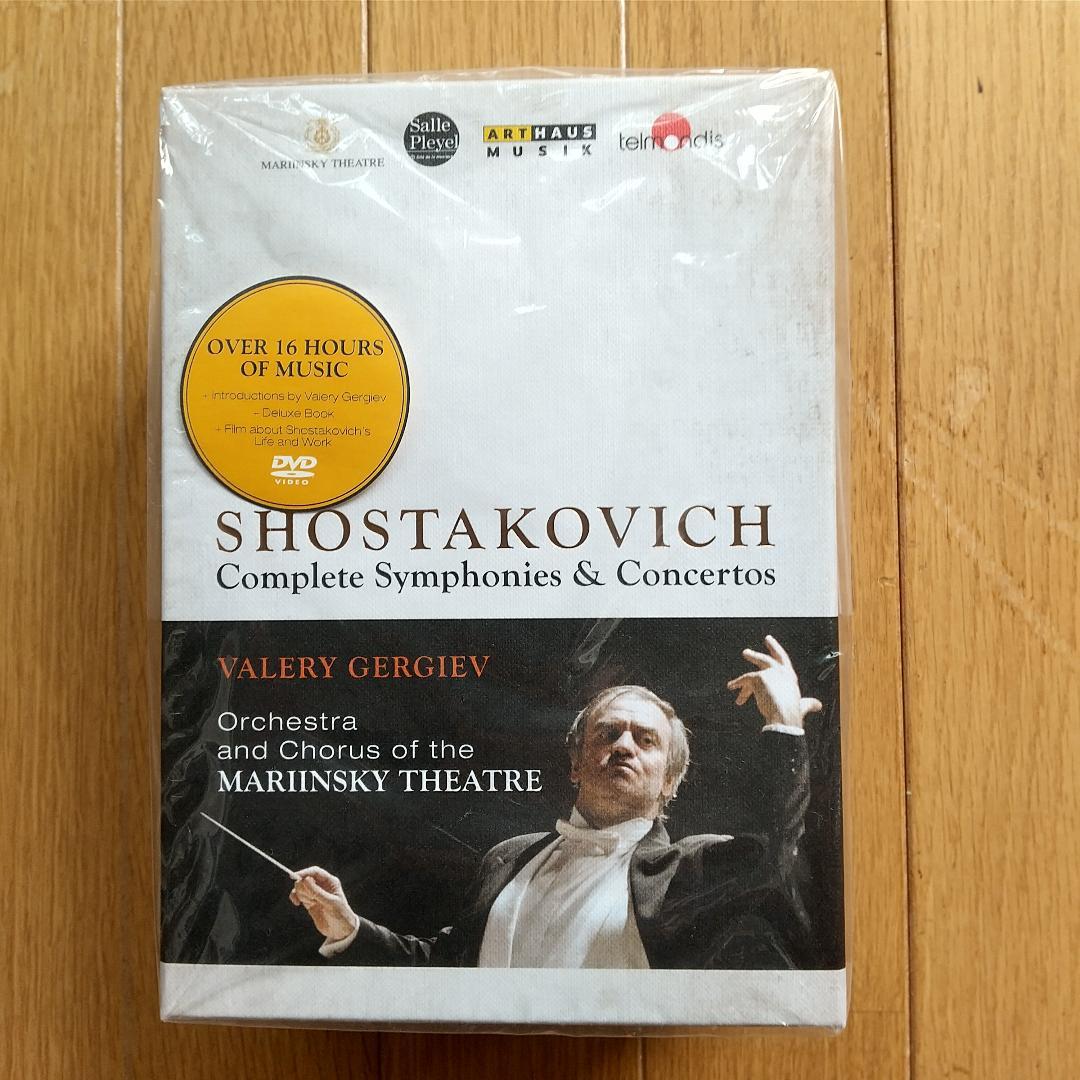 MARIINSKY THEATRE
Salle
Pleyel
ARTHAUS
MUSIK
telmondis
OVER 16 HOURS
OF MUSIC
+ Introductions by Valery Gergiev
+ Deluxe Book
+ Film about Shostakovich's
Life and Work
DVD
VIDEO
SHOSTAKOVICH
Complete Symphonies & Concertos
VALERY GERGIEV
Orchestra
and Chorus of the
MARIINSKY THEATRE